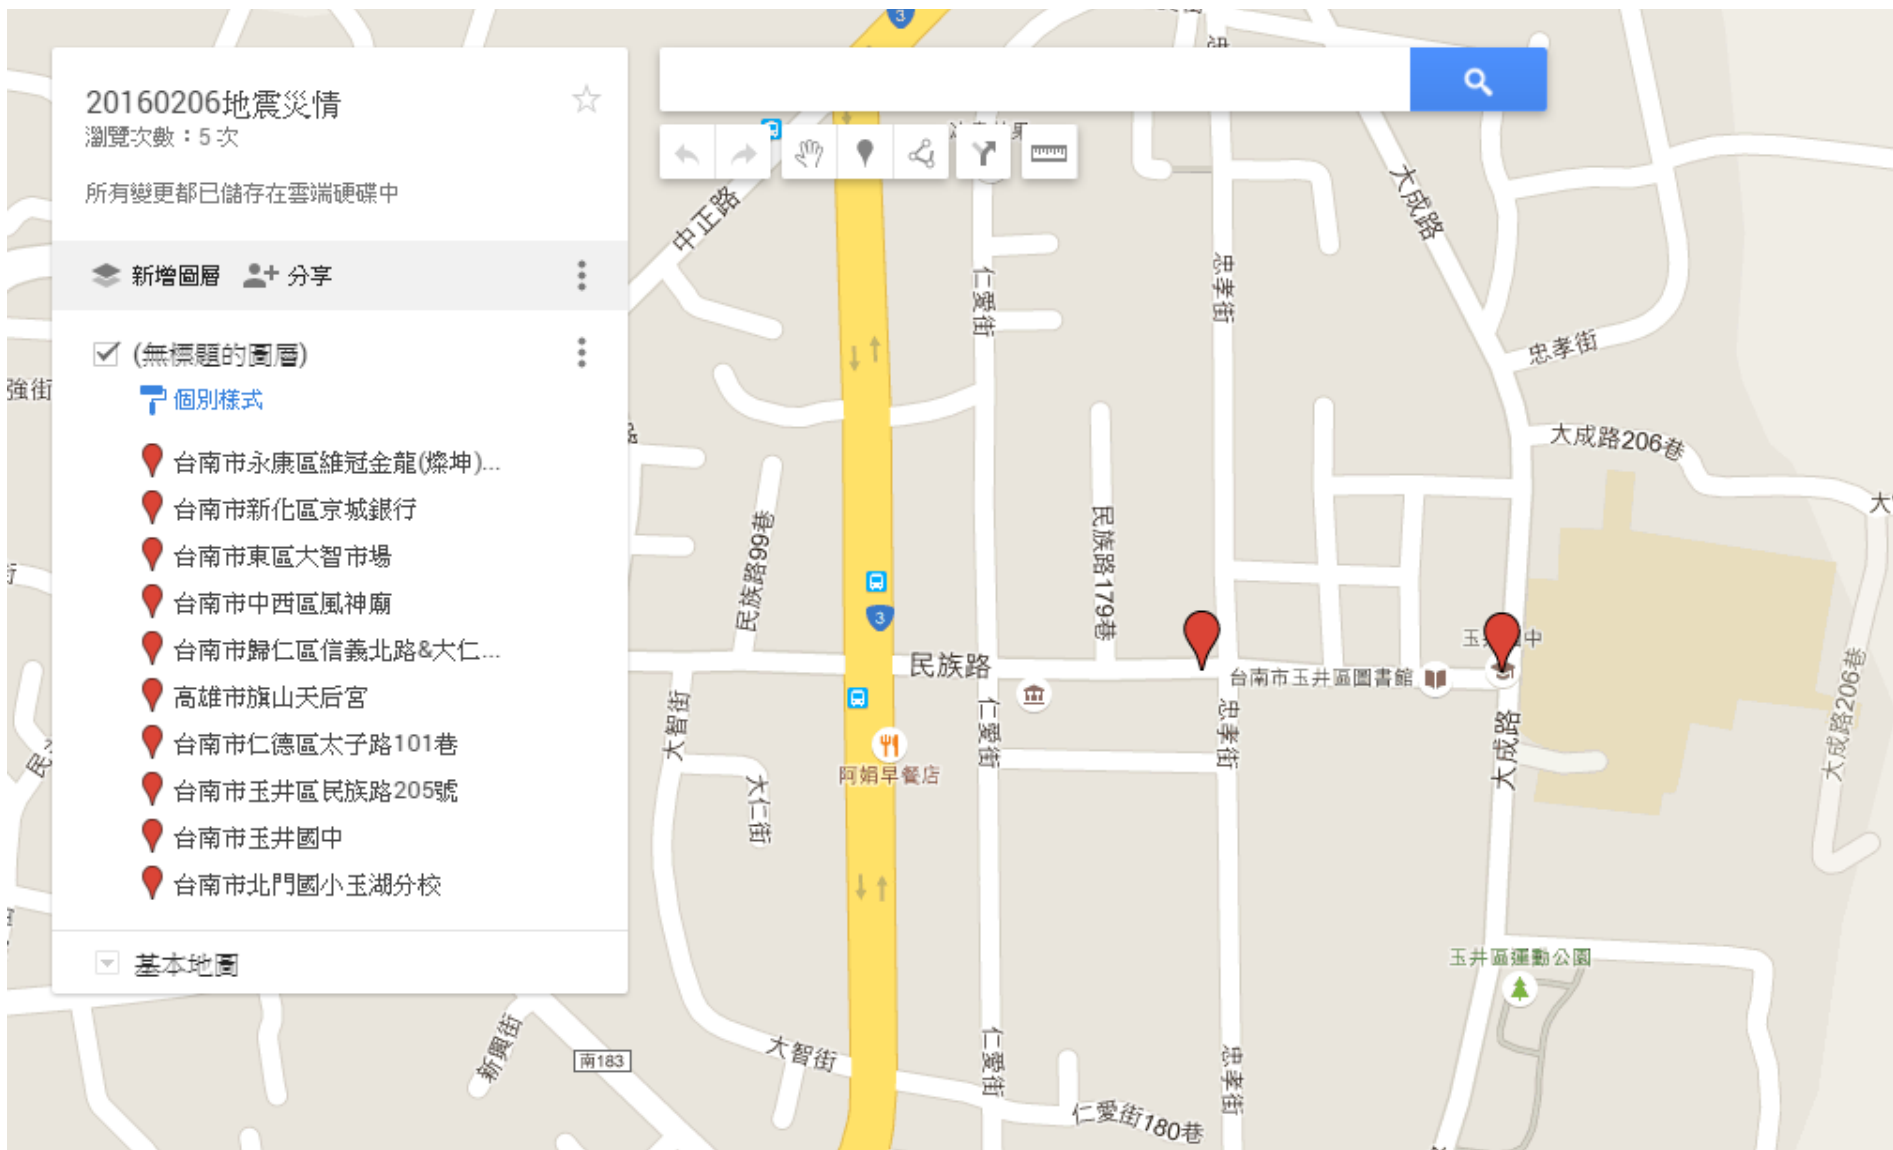 20160206地震災情
瀏覽次數：5 次
所有變更都已儲存在雲端硬碟中
新增圖層 分享
(無標題的圖層)
個別樣式
台南市永康區維冠金龍(燦坤)...
台南市新化區京城銀行
台南市東區大智市場
台南市中西區風神廟
台南市歸仁區信義北路&大仁...
高雄市旗山天后宮
台南市仁德區太子路101巷
台南市玉井區民族路205號
台南市玉井國中
台南市北門國小玉湖分校
基本地圖
3
中正路
大成路
仁愛街
忠孝街
忠孝街
強街
大成路206巷
民族路99巷
民族路179巷
3
民族路
台南市玉井區圖書館
大成路206巷
大智街
仁愛街
忠孝街
大成路
阿娟早餐店
大仁街
玉井區運動公園
新興街
南183
大智街
仁愛街
忠孝街
仁愛街180巷